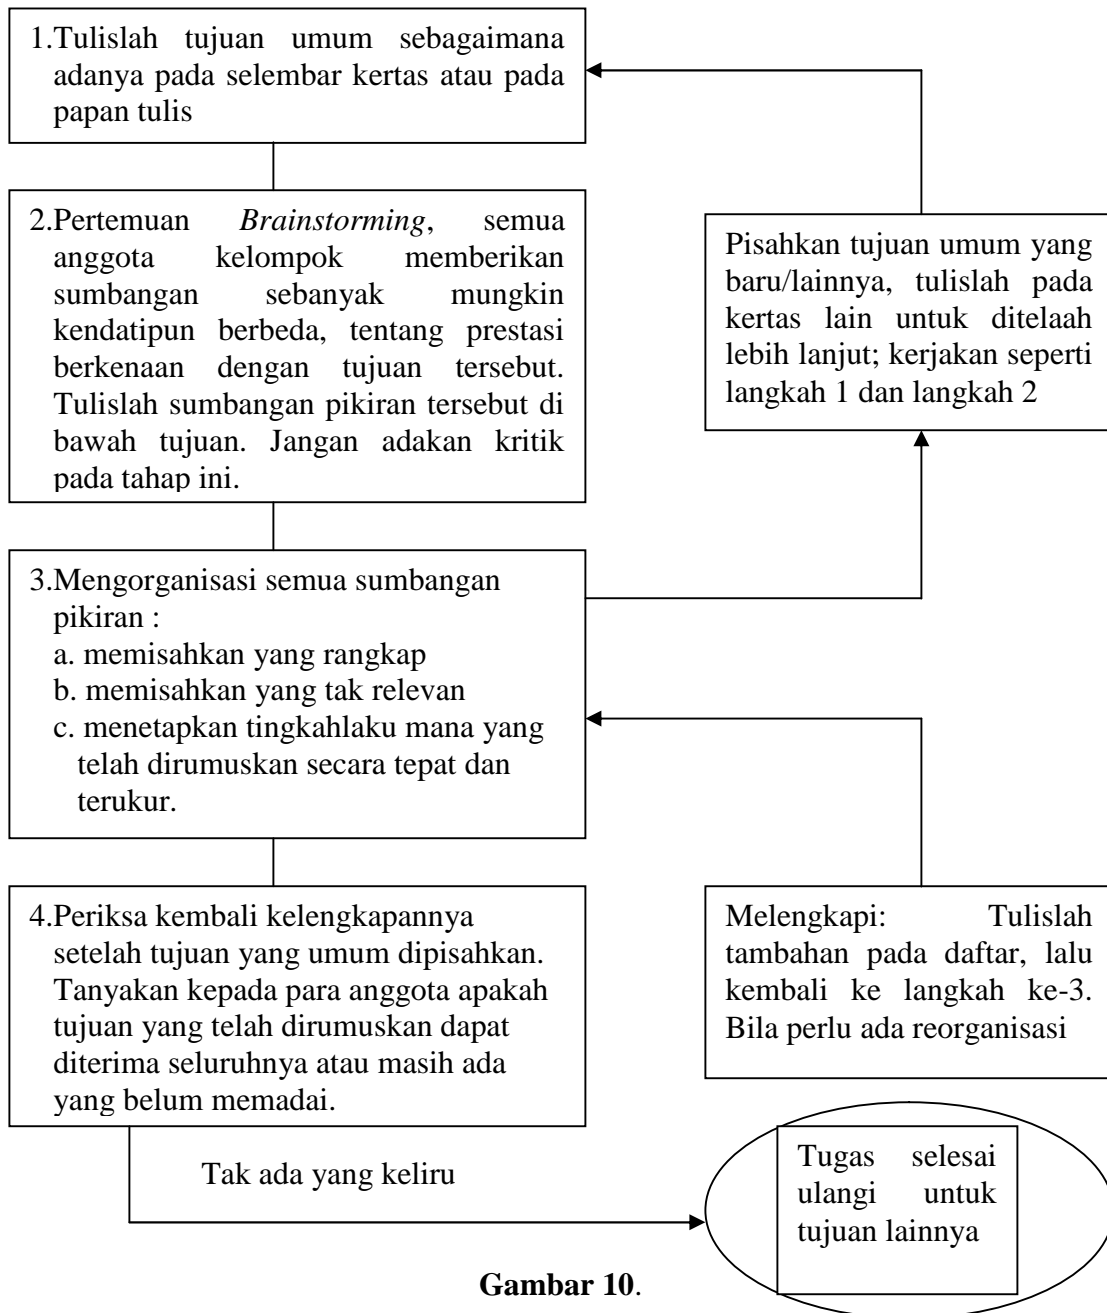 1.Tulislah tujuan umum sebagaimana
adanya pada selembar kertas atau pada
papan tulis
2.Pertemuan Brainstorming, semua
anggota kelompok memberikan
sumbangan sebanyak mungkin
kendatipun berbeda, tentang prestasi
berkenaan dengan tujuan tersebut.
Tulislah sumbangan pikiran tersebut di
bawah tujuan. Jangan adakan kritik
pada tahap ini.
Pisahkan tujuan umum yang
baru/lainnya, tulislah pada
kertas lain untuk ditelaah
lebih lanjut; kerjakan seperti
langkah 1 dan langkah 2
3.Mengorganisasi semua sumbangan
pikiran :
a. memisahkan yang rangkap
b. memisahkan yang tak relevan
c. menetapkan tingkahlaku mana yang
telah dirumuskan secara tepat dan
terukur.
4.Periksa kembali kelengkapannya
setelah tujuan yang umum dipisahkan.
Tanyakan kepada para anggota apakah
tujuan yang telah dirumuskan dapat
diterima seluruhnya atau masih ada
yang belum memadai.
Melengkapi: Tulislah
tambahan pada daftar, lalu
kembali ke langkah ke-3.
Bila perlu ada reorganisasi
Tak ada yang keliru
Tugas selesai
ulangi untuk
tujuan lainnya
Gambar 10.